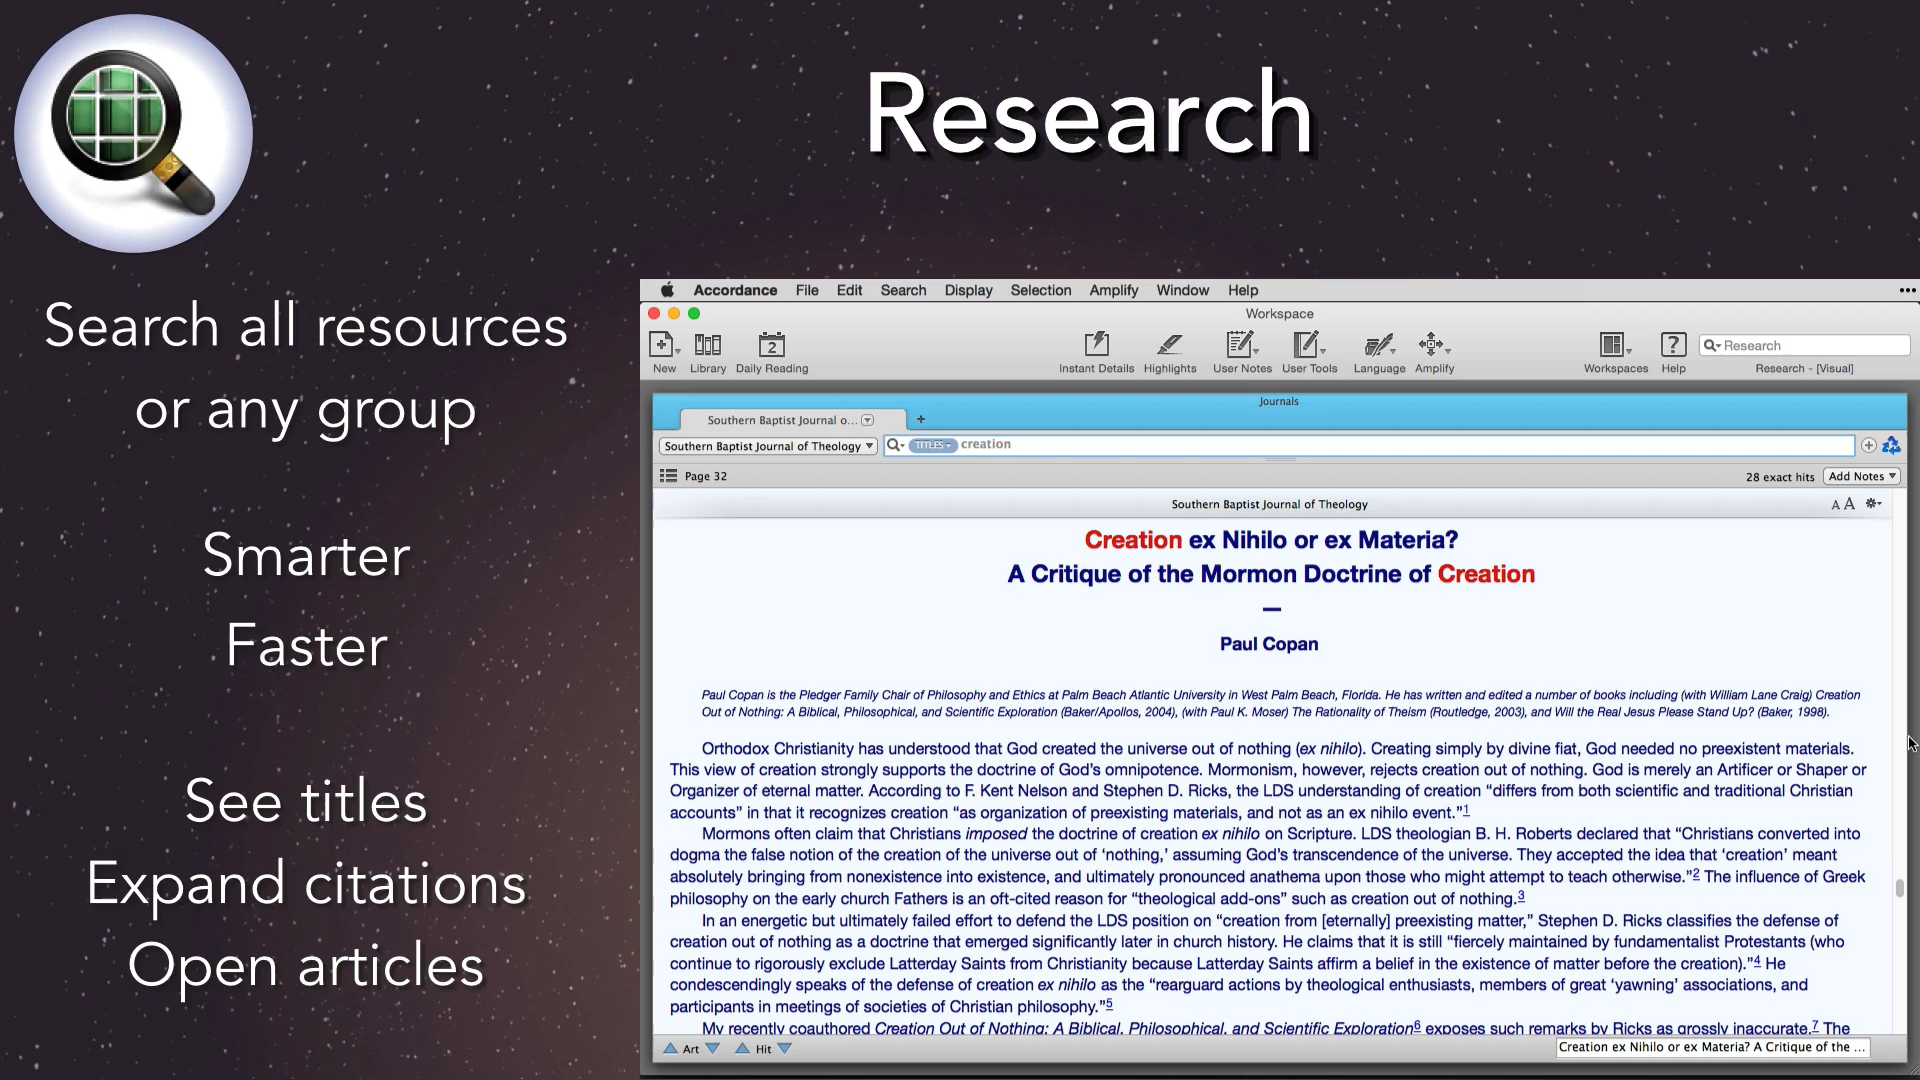 Research
Search all resources
or any group
Smarter
Faster
See titles
Expand citations
Open articles
Accordance File Edit Search Display Selection Amplify Window Help
Workspace
New Library Daily Reading Instant Details Highlights User Notes User Tools Language Amplify Workspaces Help
2
?
Research
Research - [Visual]
Journals
Southern Baptist Journal o...
Southern Baptist Journal of Theology TITLES creation
Page 32 28 exact hits Add Notes
Southern Baptist Journal of Theology A A
Creation ex Nihilo or ex Materia?
A Critique of the Mormon Doctrine of Creation
—
Paul Copan
Paul Copan is the Pledger Family Chair of Philosophy and Ethics at Palm Beach Atlantic University in West Palm Beach, Florida. He has written and edited a number of books including (with William Lane Craig) Creation
Out of Nothing: A Biblical, Philosophical, and Scientific Exploration (Baker/Apollos, 2004), (with Paul K. Moser) The Rationality of Theism (Routledge, 2003), and Will the Real Jesus Please Stand Up? (Baker, 1998).
Orthodox Christianity has understood that God created the universe out of nothing (ex nihilo). Creating simply by divine fiat, God needed no preexistent materials.
This view of creation strongly supports the doctrine of God's omnipotence. Mormonism, however, rejects creation out of nothing. God is merely an Artificer or Shaper or
Organizer of eternal matter. According to F. Kent Nelson and Stephen D. Ricks, the LDS understanding of creation “differs from both scientific and traditional Christian
accounts” in that it recognizes creation “as organization of preexisting materials, and not as an ex nihilo event.”1
Mormons often claim that Christians imposed the doctrine of creation ex nihilo on Scripture. LDS theologian B. H. Roberts declared that “Christians converted into
dogma the false notion of the creation of the universe out of ‘nothing,’ assuming God’s transcendence of the universe. They accepted the idea that ‘creation’ meant
absolutely bringing from nonexistence into existence, and ultimately pronounced anathema upon those who might attempt to teach otherwise.”2 The influence of Greek
philosophy on the early church Fathers is an oft-cited reason for “theological add-ons” such as creation out of nothing.3
In an energetic but ultimately failed effort to defend the LDS position on “creation from [eternally] preexisting matter,” Stephen D. Ricks classifies the defense of
creation out of nothing as a doctrine that emerged significantly later in church history. He claims that it is still “fiercely maintained by fundamentalist Protestants (who
continue to rigorously exclude Latterday Saints from Christianity because Latterday Saints affirm a belief in the existence of matter before the creation).”4 He
condescendingly speaks of the defense of creation ex nihilo as the “rearguard actions by theological enthusiasts, members of great ‘yawning’ associations, and
participants in meetings of societies of Christian philosophy.”5
My recently coauthored Creation Out of Nothing: A Biblical, Philosophical, and Scientific Exploration6 exposes such remarks by Ricks as grossly inaccurate.7 The
Art Hit Creation ex Nihilo or ex Materia? A Critique of the ...